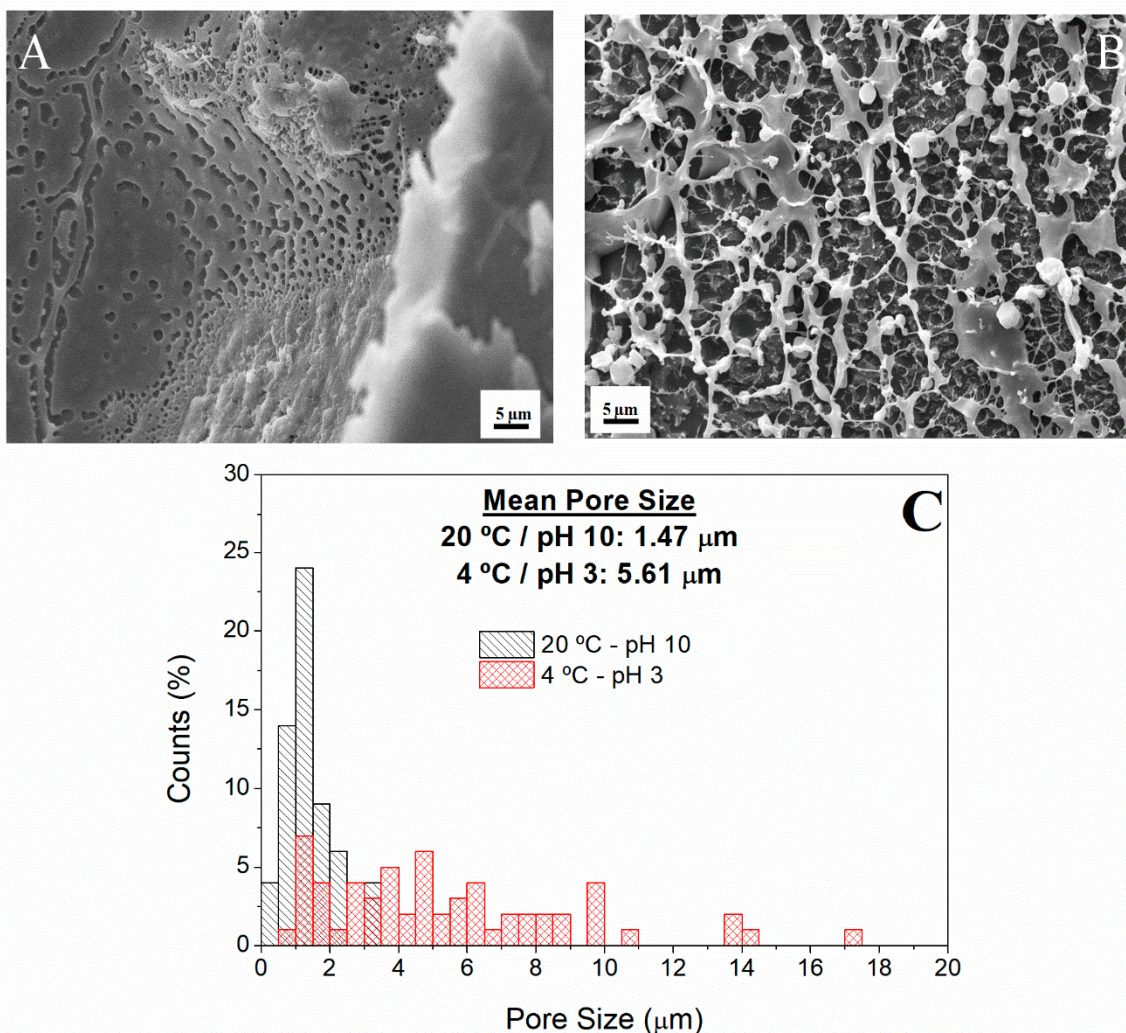 A
B
5 µm
5 µm
C
Mean Pore Size
20 ºC / pH 10: 1.47 µm
4 ºC / pH 3: 5.61 µm
20 ºC - pH 10
4 ºC - pH 3
Counts (%)
30
25
20
15
10
5
0
0 2 4 6 8 10 12 14 16 18 20
Pore Size (µm)